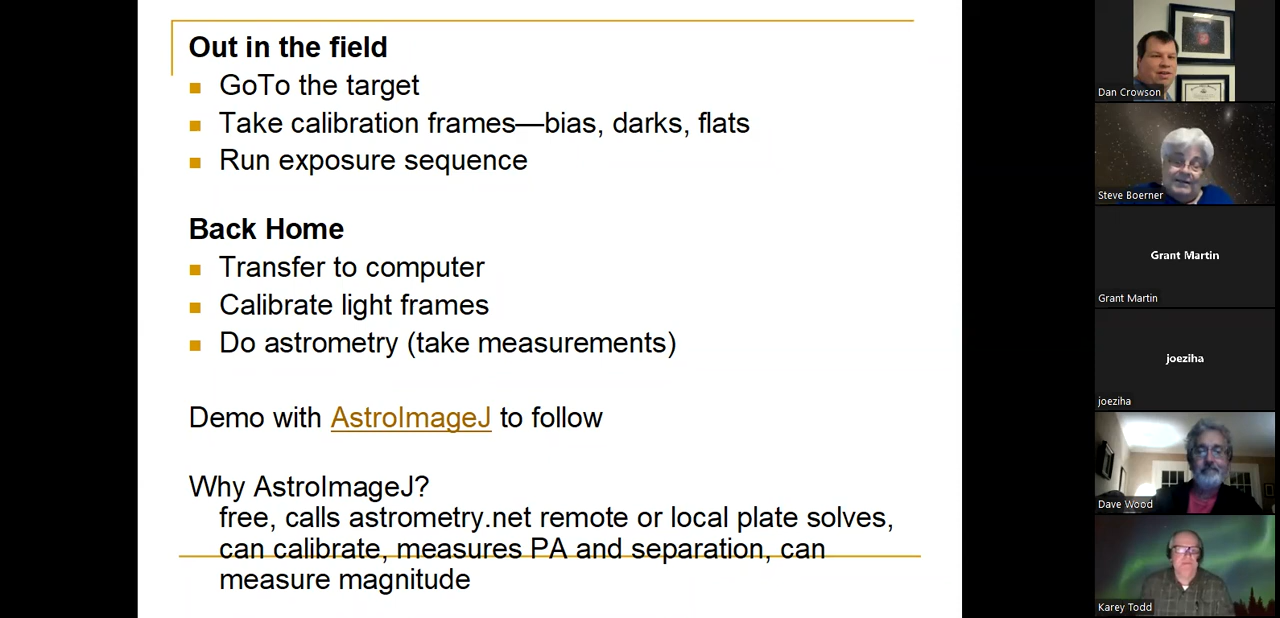 Out in the field
GoTo the target
Take calibration frames—bias, darks, flats
Run exposure sequence
Back Home
Transfer to computer
Calibrate light frames
Do astrometry (take measurements)
Demo with AstroImageJ to follow
Why AstroImageJ?
free, calls astrometry.net remote or local plate solves,
can calibrate, measures PA and separation, can
measure magnitude
Dan Crowson
Steve Boerner
Grant Martin
Grant Martin
joeziha
joeziha
Dave Wood
Karey Todd